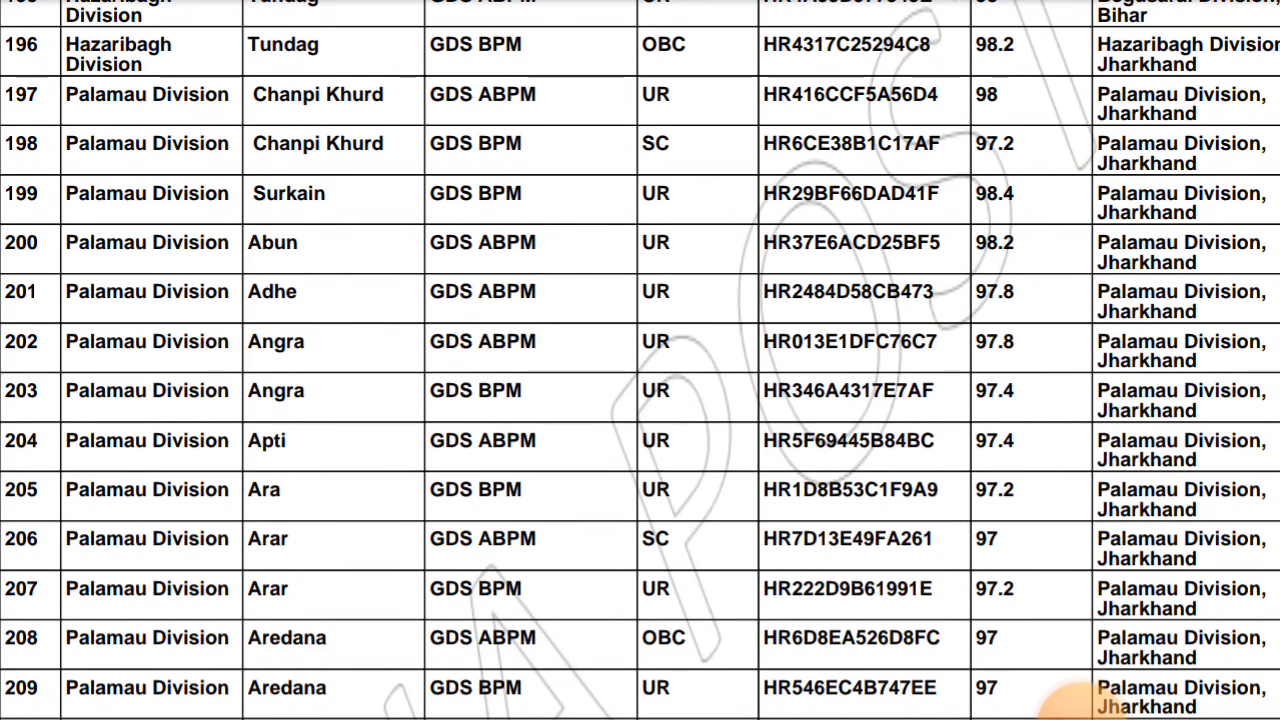 Division Tundag GDS ABPM Bihar
196 Hazaribagh Tundag GDS BPM OBC HR4317C25294C8 98.2 Hazaribagh Division
Division Jharkhand
197 Palamau Division Chanpi Khurd GDS ABPM UR HR416CCF5A56D4 98 Palamau Division,
Jharkhand
198 Palamau Division Chanpi Khurd GDS BPM SC HR6CE38B1C17AF 97.2 Palamau Division,
Jharkhand
199 Palamau Division Surkain GDS BPM UR HR29BF66DAD41F 98.4 Palamau Division,
Jharkhand
200 Palamau Division Abun GDS ABPM UR HR37E6ACD25BF5 98.2 Palamau Division,
Jharkhand
201 Palamau Division Adhe GDS ABPM UR HR2484D58CB473 97.8 Palamau Division,
Jharkhand
202 Palamau Division Angra GDS ABPM UR HR013E1DFC76C7 97.8 Palamau Division,
Jharkhand
203 Palamau Division Angra GDS BPM UR HR346A4317E7AF 97.4 Palamau Division,
Jharkhand
204 Palamau Division Apti GDS ABPM UR HR5F69445B84BC 97.4 Palamau Division,
Jharkhand
205 Palamau Division Ara GDS BPM UR HR1D8B53C1F9A9 97.2 Palamau Division,
Jharkhand
206 Palamau Division Arar GDS ABPM SC HR7D13E49FA261 97 Palamau Division,
Jharkhand
207 Palamau Division Arar GDS BPM UR HR222D9B61991E 97.2 Palamau Division,
Jharkhand
208 Palamau Division Aredana GDS ABPM OBC HR6D8EA526D8FC 97 Palamau Division,
Jharkhand
209 Palamau Division Aredana GDS BPM UR HR546EC4B747EE 97 Palamau Division,
Jharkhand